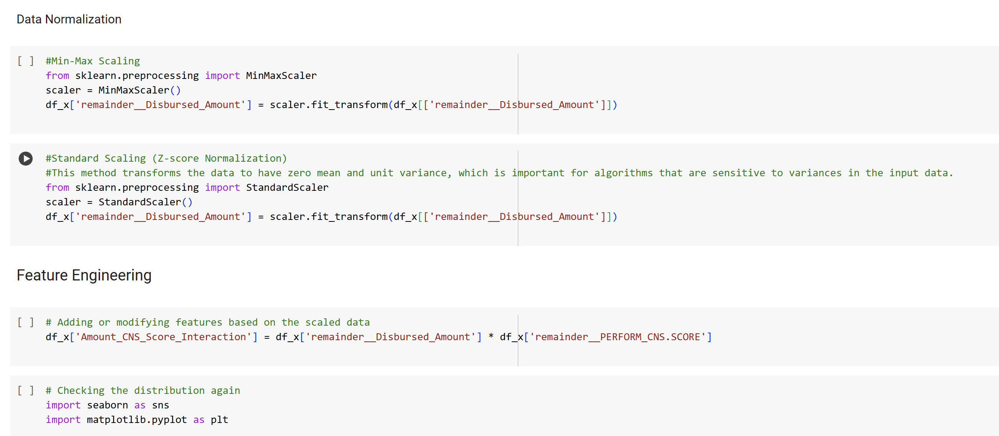 Data Normalization
[ ] #Min-Max Scaling
from sklearn.preprocessing import MinMaxScaler
scaler = MinMaxScaler()
df_x['remainder__Disbursed_Amount'] = scaler.fit_transform(df_x[['remainder__Disbursed_Amount']])
#Standard Scaling (Z-score Normalization)
#This method transforms the data to have zero mean and unit variance, which is important for algorithms that are sensitive to variances in the input data.
from sklearn.preprocessing import StandardScaler
scaler = StandardScaler()
df_x['remainder__Disbursed_Amount'] = scaler.fit_transform(df_x[['remainder__Disbursed_Amount']])
Feature Engineering
[ ] # Adding or modifying features based on the scaled data
df_x['Amount_CNS_Score_Interaction'] = df_x['remainder__Disbursed_Amount'] * df_x['remainder__PERFORM_CNS.SCORE']
[ ] # Checking the distribution again
import seaborn as sns
import matplotlib.pyplot as plt